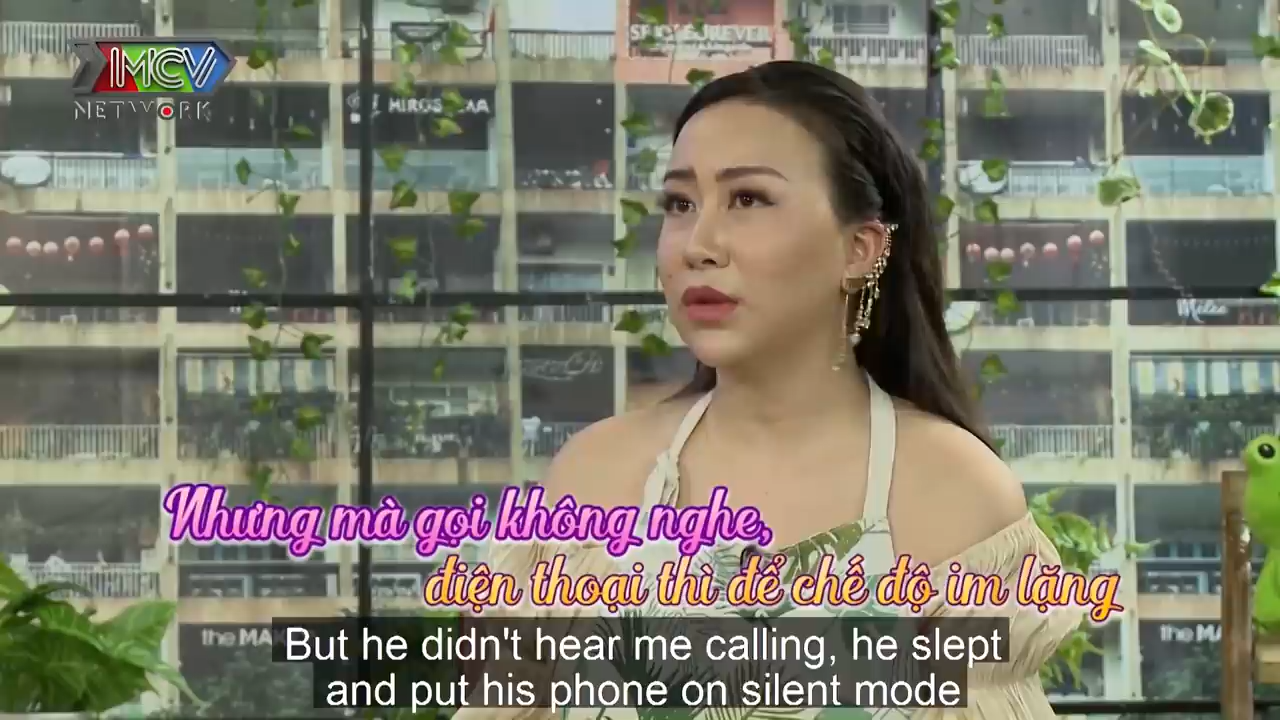 MCV
NETWORK
Nhưng mà gọi không nghe,
điện thoại thì để chế độ im lặng
But he didn't hear me calling, he slept
and put his phone on silent mode